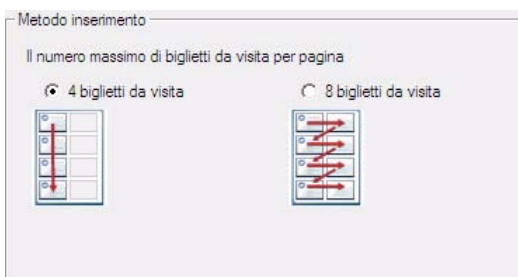 Metodo inserimento
Il numero massimo di biglietti da visita per pagina
4 biglietti da visita
8 biglietti da visita